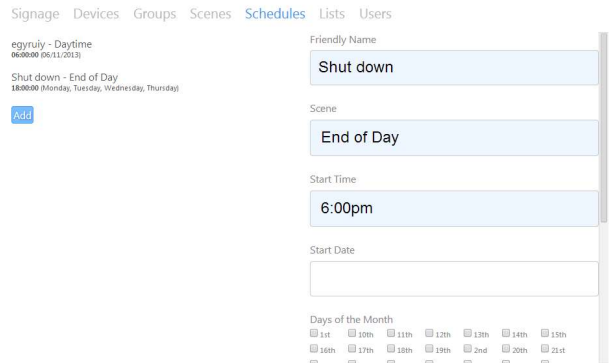 Signage Devices Groups Scenes Schedules Lists Users
egyruiy - Daytime
06:00:00 (06/11/2013)
Shut down - End of Day
18:00:00 (Monday, Tuesday, Wednesday, Thursday)
Add
Friendly Name
Shut down
Scene
End of Day
Start Time
6:00pm
Start Date
Days of the Month
1st 10th 11th 12th 13th 14th 15th
16th 17th 18th 19th 2nd 20th 21st